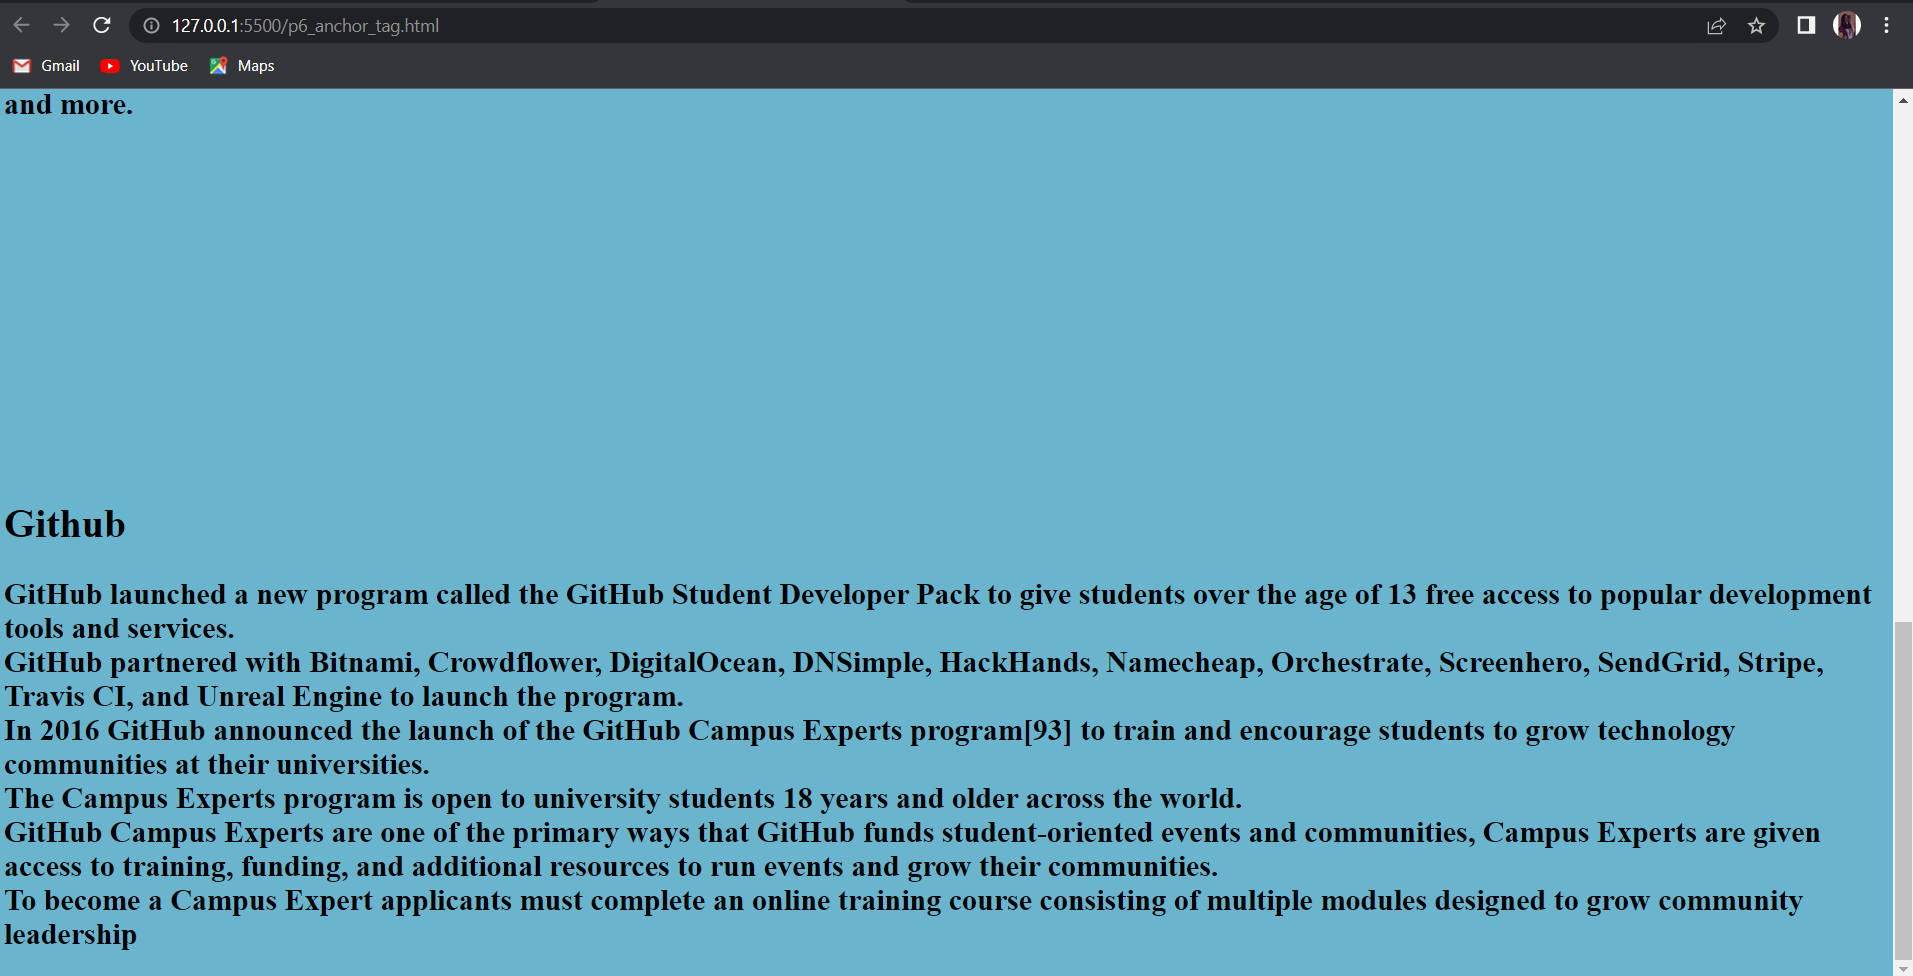 127.0.0.1:5500/p6_anchor_tag.html
Gmail YouTube Maps
and more.
Github
GitHub launched a new program called the GitHub Student Developer Pack to give students over the age of 13 free access to popular development
tools and services.
GitHub partnered with Bitnami, Crowdflower, DigitalOcean, DNSimple, HackHands, Namecheap, Orchestrate, Screenhero, SendGrid, Stripe,
Travis CI, and Unreal Engine to launch the program.
In 2016 GitHub announced the launch of the GitHub Campus Experts program[93] to train and encourage students to grow technology
communities at their universities.
The Campus Experts program is open to university students 18 years and older across the world.
GitHub Campus Experts are one of the primary ways that GitHub funds student-oriented events and communities, Campus Experts are given
access to training, funding, and additional resources to run events and grow their communities.
To become a Campus Expert applicants must complete an online training course consisting of multiple modules designed to grow community
leadership